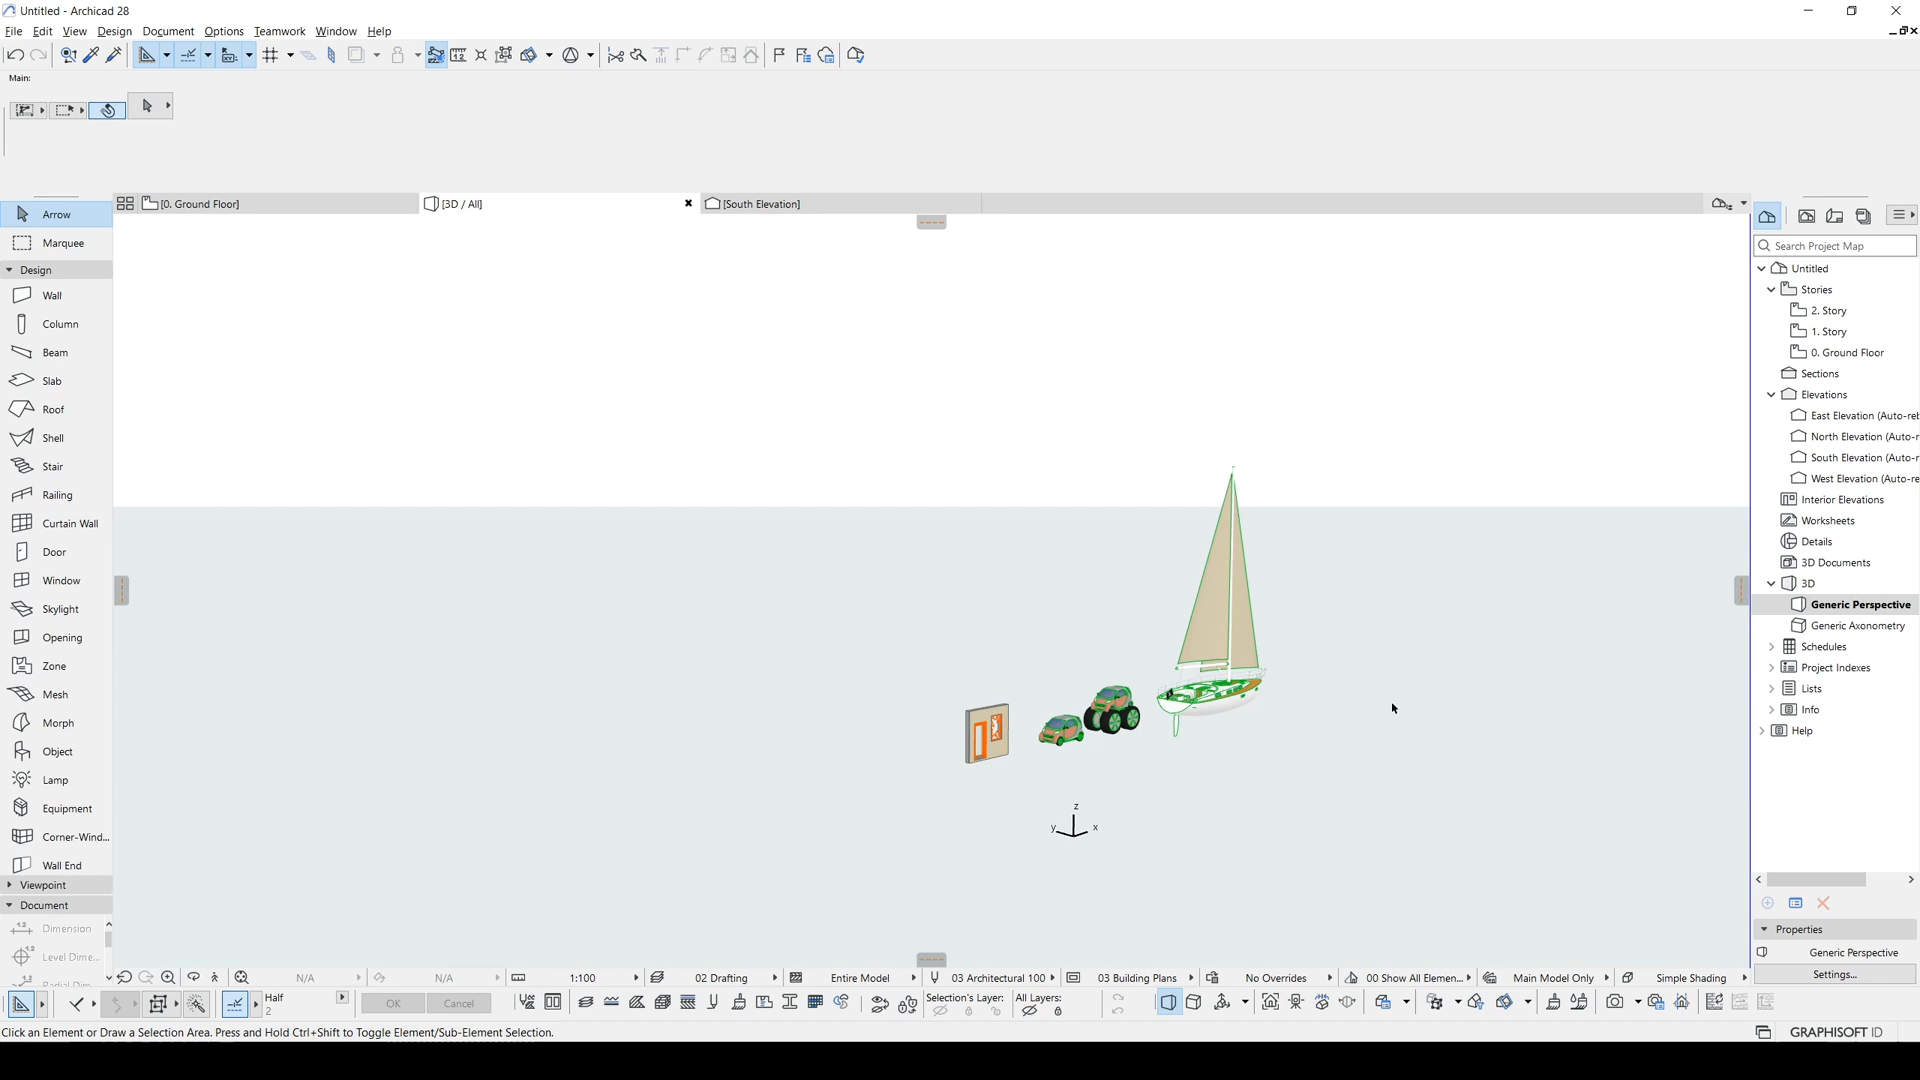 Untitled - Archicad 28
File Edit View Design Document Options Teamwork Window Help
Main:
[0. Ground Floor] [3D / All] [South Elevation]
Arrow
Marquee
Design
Wall
Column
Beam
Slab
Roof
Shell
Stair
Railing
Curtain Wall
Door
Window
Skylight
Opening
Zone
Mesh
Morph
Object
Lamp
Equipment
Corner-Wind...
Wall End
Viewpoint
Document
Dimension
Level Dime...
z
y x
Search Project Map
Untitled
Stories
2. Story
1. Story
0. Ground Floor
Sections
Elevations
East Elevation (Auto-reb
North Elevation (Auto-r
South Elevation (Auto-r
West Elevation (Auto-re
Interior Elevations
Worksheets
Details
3D Documents
3D
Generic Perspective
Generic Axonometry
Schedules
Project Indexes
Lists
Info
Help
Properties
Generic Perspective
Settings...
N/A N/A 1:100 02 Drafting Entire Model 03 Architectural 100 03 Building Plans No Overrides 00 Show All Elemen... Main Model Only Simple Shading
Half
2
OK Cancel
Selection's Layer: All Layers:
Click an Element or Draw a Selection Area. Press and Hold Ctrl+Shift to Toggle Element/Sub-Element Selection.
GRAPHISOFT ID